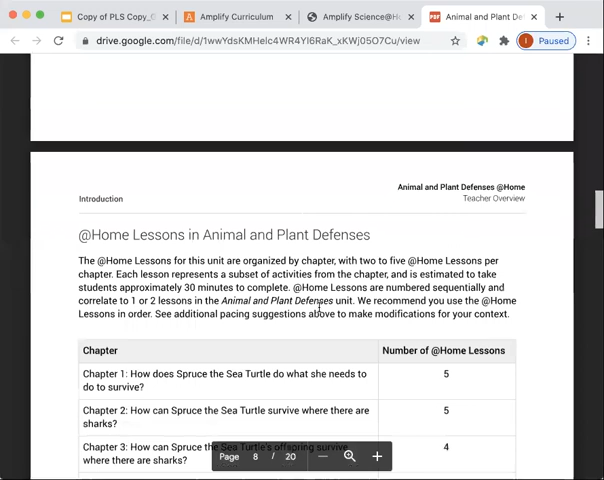 Copy of PLS Copy_G
Amplify Curriculum
Amplify Science@Ho
Animal and Plant Def
drive.google.com/file/d/1wwYdsKMHelc4WR4YI6RaK_xKWj05O7Cu/view
Paused
Animal and Plant Defenses @Home
Introduction
Teacher Overview
@Home Lessons in Animal and Plant Defenses
The @Home Lessons for this unit are organized by chapter, with two to five @Home Lessons per
chapter. Each lesson represents a subset of activities from the chapter, and is estimated to take
students approximately 30 minutes to complete. @Home Lessons are numbered sequentially and
correlate to 1 or 2 lessons in the Animal and Plant Defenses unit. We recommend you use the @Home
Lessons in order. See additional pacing suggestions above to make modifications for your context.
Chapter Number of @Home Lessons
Chapter 1: How does Spruce the Sea Turtle do what she needs to 5
do to survive?
Chapter 2: How can Spruce the Sea Turtle survive where there are 5
sharks?
Chapter 3: How can Spruce the Sea Turtle's offspring survive 4
where there are sharks?
Page 8 / 20